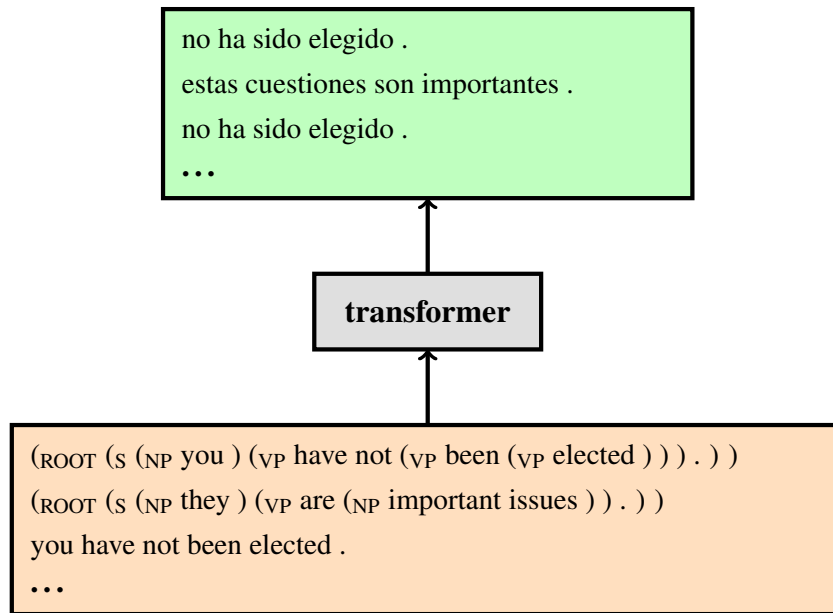 no ha sido elegido .
estas cuestiones son importantes .
no ha sido elegido .
...
transformer
(ROOT (S (NP you ) (VP have not (VP been (VP elected ) ) ) . ) )
(ROOT (S (NP they ) (VP are (NP important issues ) ) . ) )
you have not been elected .
...